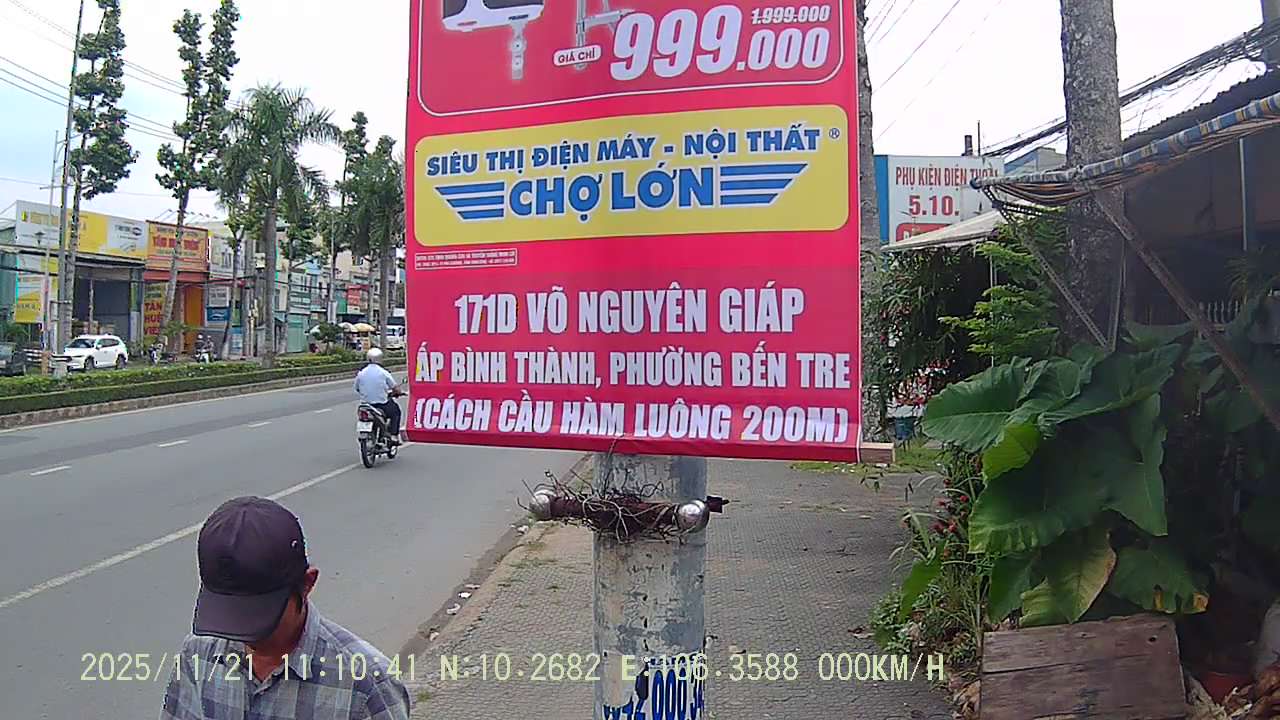 1.999.000
GIÁ CHỈ 999.000
SIÊU THỊ ĐIỆN MÁY - NỘI THẤT ®
CHỢ LỚN
171D VÕ NGUYÊN GIÁP
ẤP BÌNH THÀNH, PHƯỜNG BẾN TRE
(CÁCH CẦU HÀM LUÔNG 200M)
PHỤ KIỆN ĐIỆN THOẠI
5.10.
2025/11/21 11:10:41 N:10.2682 E:106.3588 000KM/H